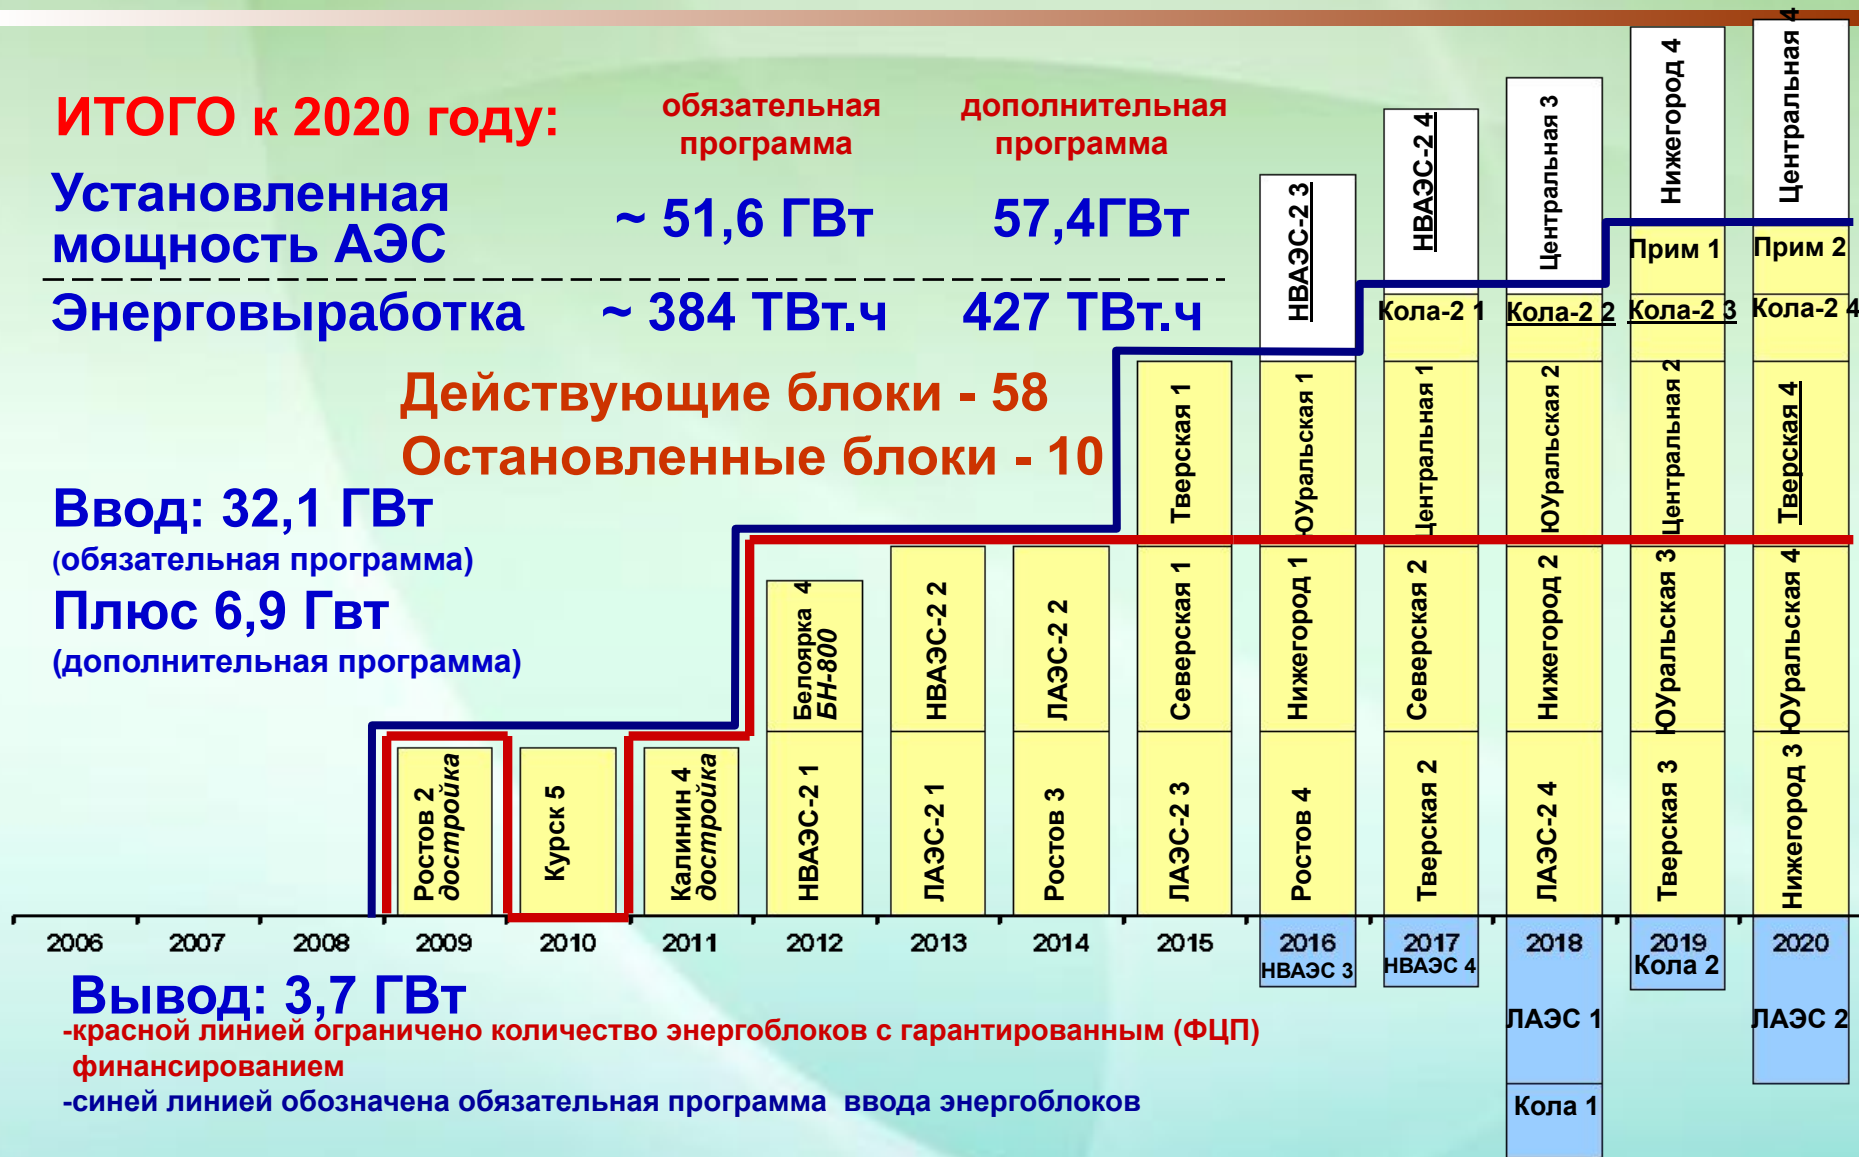 ИТОГО к 2020 году:
обязательная
программа
дополнительная
программа
Установленная
мощность АЭС
~ 51,6 ГВт
57,4ГВт
Энерговыработка
~ 384 ТВт.ч
427 ТВт.ч
Действующие блоки - 58
Остановленные блоки - 10
Ввод: 32,1 ГВт
(обязательная программа)
Плюс 6,9 Гвт
(дополнительная программа)
Ростов 2
достройка
Курск 5
Калинин 4
достройка
Белоярка 4
БН-800
НВАЭС-2 1
НВАЭС-2 2
ЛАЭС-2 1
ЛАЭС-2 2
Ростов 3
Тверская 1
Северская 1
ЛАЭС-2 3
НВАЭС-2 3
ЮУральская 1
Нижегород 1
Ростов 4
НВАЭС-2 4
Кола-2 1
Центральная 1
Северская 2
Тверская 2
Центральная 3
Кола-2 2
ЮУральская 2
Нижегород 2
ЛАЭС-2 4
Нижегород 4
Прим 1
Кола-2 3
Центральная 2
ЮУральская 3
Тверская 3
Центральная 4
Прим 2
Кола-2 4
Тверская 4
ЮУральская 4
Нижегород 3
2006
2007
2008
2009
2010
2011
2012
2013
2014
2015
2016
2017
2018
2019
2020
НВАЭС 3
НВАЭС 4
ЛАЭС 1
Кола 1
Кола 2
ЛАЭС 2
Вывод: 3,7 ГВт
-красной линией ограничено количество энергоблоков с гарантированным (ФЦП)
финансированием
-синей линией обозначена обязательная программа ввода энергоблоков